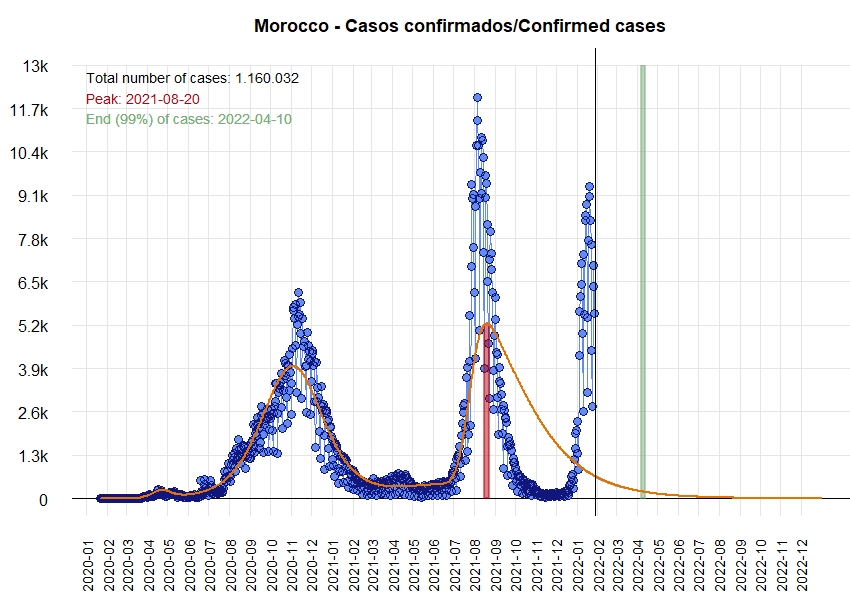 Morocco - Casos confirmados/Confirmed cases
13k
Total number of cases: 1.160.032
Peak: 2021-08-20
11.7k
End (99%) of cases: 2022-04-10
10.4k
9.1k
7.8k
6.5k
5.2k
3.9k
2.6k
1.3k
0
2020-01
2020-02
2020-03
2020-04
2020-05
2020-06
2020-07
2020-08
2020-09
2020-10
2020-11
2020-12
2021-01
2021-02
2021-03
2021-04
2021-05
2021-06
2021-07
2021-08
2021-09
2021-10
2021-11
2021-12
2022-01
2022-02
2022-03
2022-04
2022-05
2022-06
2022-07
2022-08
2022-09
2022-10
2022-11
2022-12